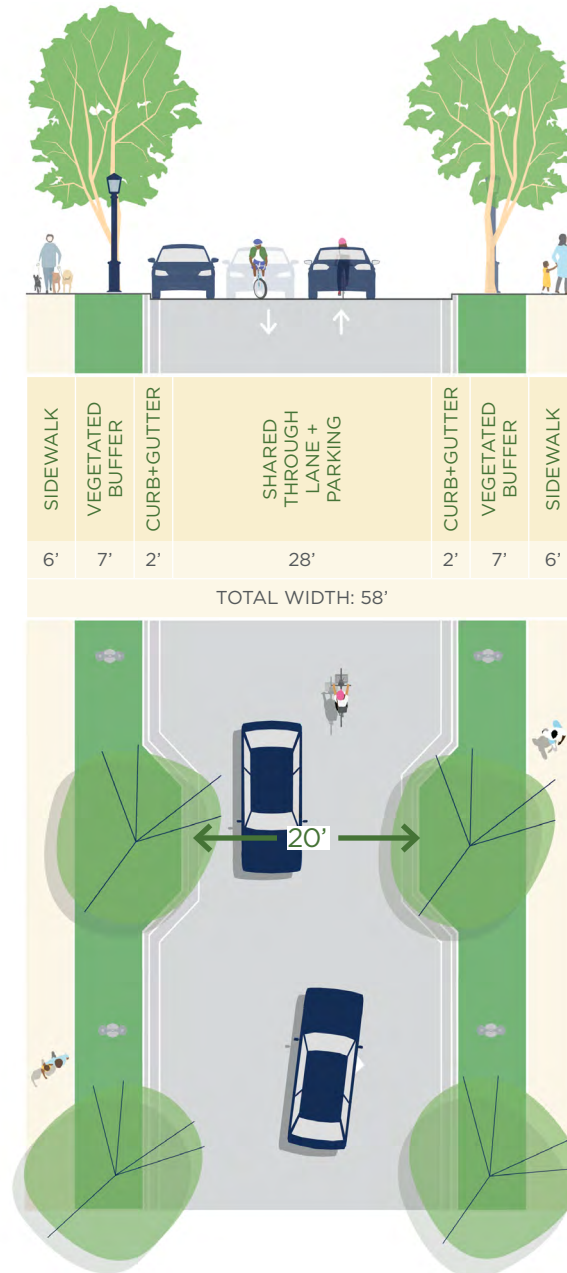 SIDEWALK
VEGETATED
BUFFER
CURB+GUTTER
SHARED
THROUGH
LANE +
PARKING
CURB+GUTTER
VEGETATED
BUFFER
SIDEWALK
6’ 7’ 2’ 28’ 2’ 7’ 6’
TOTAL WIDTH: 58’
20’